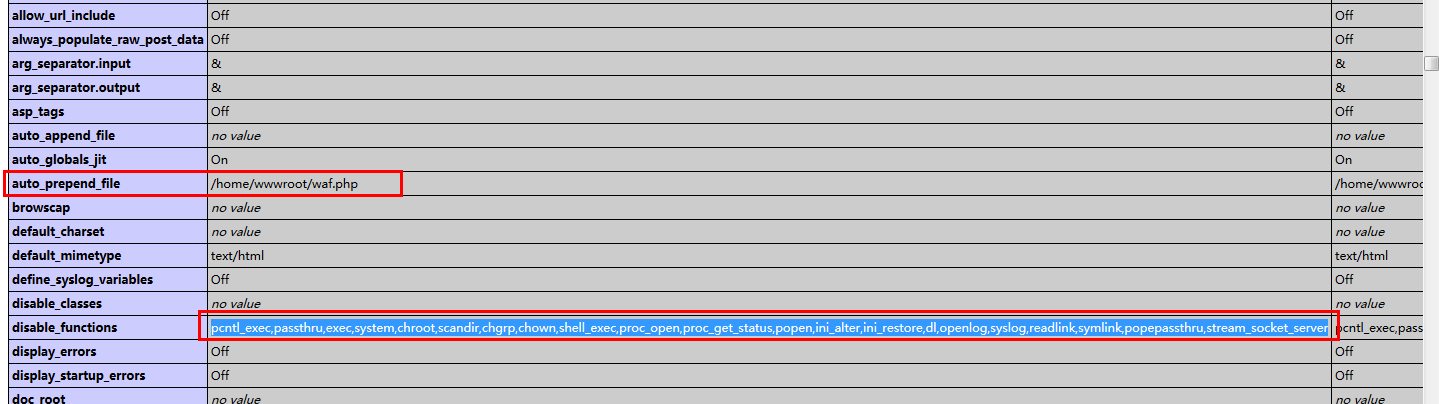 allow_url_include Off Off
always_populate_raw_post_data Off Off
arg_separator.input & &
arg_separator.output & &
asp_tags Off Off
auto_append_file no value no value
auto_globals_jit On On
auto_prepend_file /home/wwwroot/waf.php /home/wwwroo
browscap no value no value
default_charset no value no value
default_mimetype text/html text/html
define_syslog_variables Off Off
disable_classes no value no value
disable_functions pcntl_exec,passthru,exec,system,chroot,scandir,chgrp,chown,shell_exec,proc_open,proc_get_status,popen,ini_alter,ini_restore,dl,openlog,syslog,readlink,symlink,popepassthru,stream_socket_server pcntl_exec,pass
display_errors Off Off
display_startup_errors Off Off
doc_root no value no value